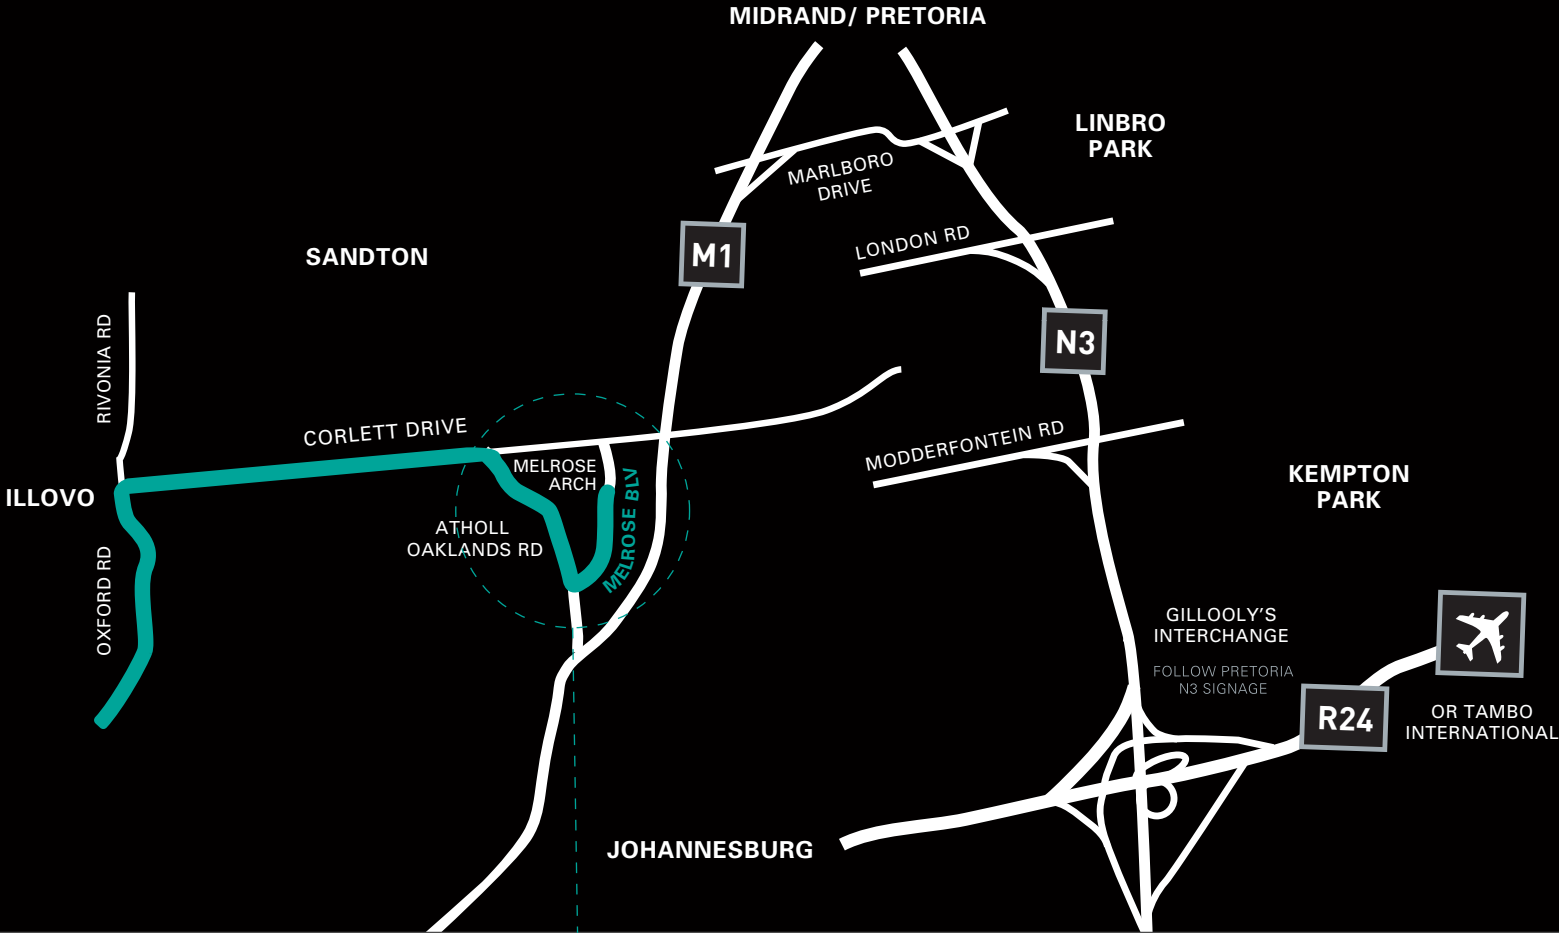 MIDRAND/ PRETORIA
LINBRO
PARK
MARLBORO
DRIVE
LONDON RD
SANDTON
M1
N3
RIVONIA RD
CORLETT DRIVE
MODDERFONTEIN RD
MELROSE
ARCH
MELROSE BLV
ILLOVO
KEMPTON
PARK
ATHOLL
OAKLANDS RD
OXFORD RD
GILLOOLY'S
INTERCHANGE
FOLLOW PRETORIA
N3 SIGNAGE
R24
OR TAMBO
INTERNATIONAL
JOHANNESBURG